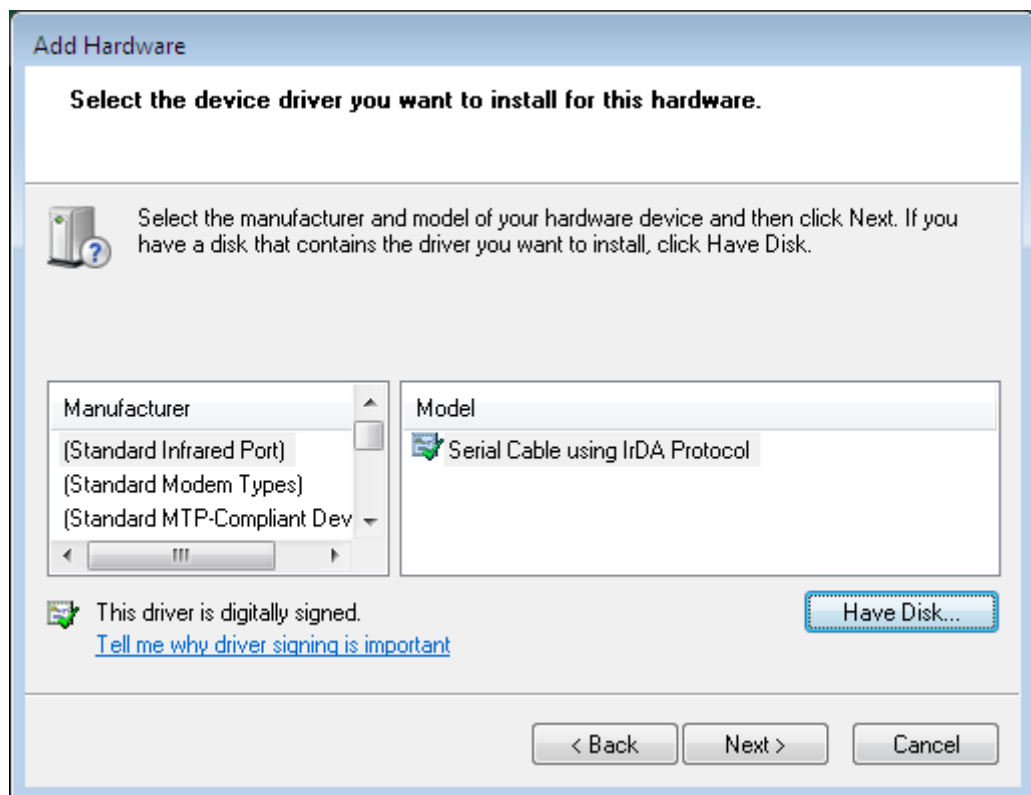 Add Hardware
Select the device driver you want to install for this hardware.
Select the manufacturer and model of your hardware device and then click Next. If you
have a disk that contains the driver you want to install, click Have Disk.
Manufacturer
(Standard Infrared Port)
(Standard Modem Types)
(Standard MTP-Compliant Dev
Model
Serial Cable using IrDA Protocol
This driver is digitally signed.
Tell me why driver signing is important
Have Disk...
< Back
Next >
Cancel